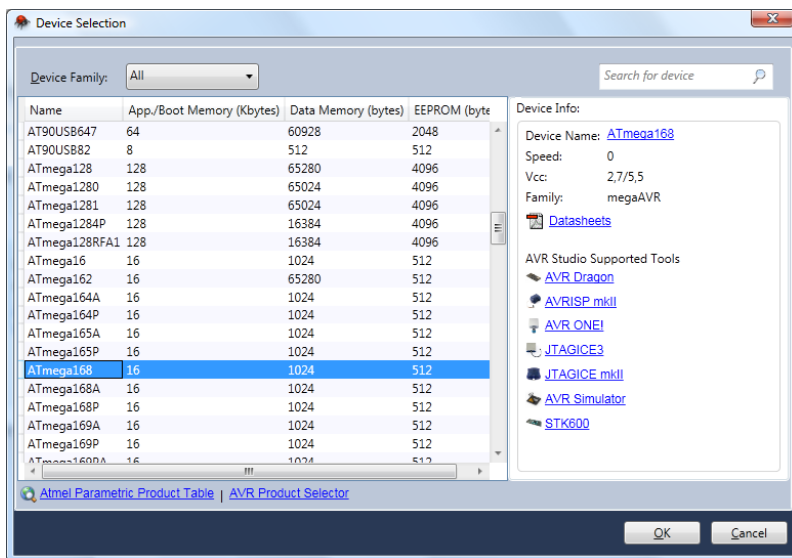 Device Selection
Device Family: All Search for device
Name App./Boot Memory (Kbytes) Data Memory (bytes) EEPROM (byte
AT90USB647 64 60928 2048
AT90USB82 8 512 512
ATmega128 128 65280 4096
ATmega1280 128 65024 4096
ATmega1281 128 65024 4096
ATmega1284P 128 16384 4096
ATmega128RFA1 128 16384 4096
ATmega16 16 1024 512
ATmega162 16 65280 512
ATmega164A 16 1024 512
ATmega164P 16 1024 512
ATmega165A 16 1024 512
ATmega165P 16 1024 512
ATmega168 16 1024 512
ATmega168A 16 1024 512
ATmega168P 16 1024 512
ATmega169A 16 1024 512
ATmega169P 16 1024 512
ATmega169PA 16 1024 512
Device Info:
Device Name: ATmega168
Speed: 0
Vcc: 2,7/5,5
Family: megaAVR
Datasheets
AVR Studio Supported Tools
AVR Dragon
AVRISP mkII
AVR ONE!
JTAGICE3
JTAGICE mkII
AVR Simulator
STK600
Atmel Parametric Product Table | AVR Product Selector
OK Cancel